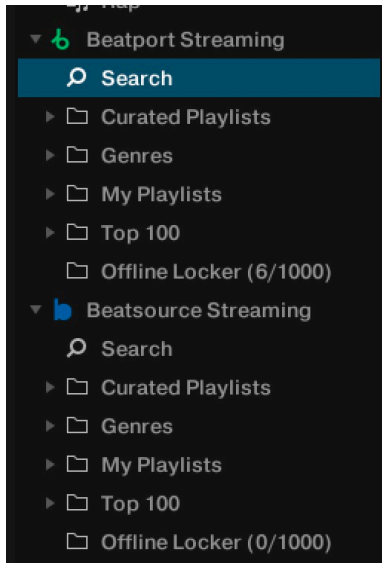 Beatport Streaming
Search
Curated Playlists
Genres
My Playlists
Top 100
Offline Locker (6/1000)
Beatsource Streaming
Search
Curated Playlists
Genres
My Playlists
Top 100
Offline Locker (0/1000)